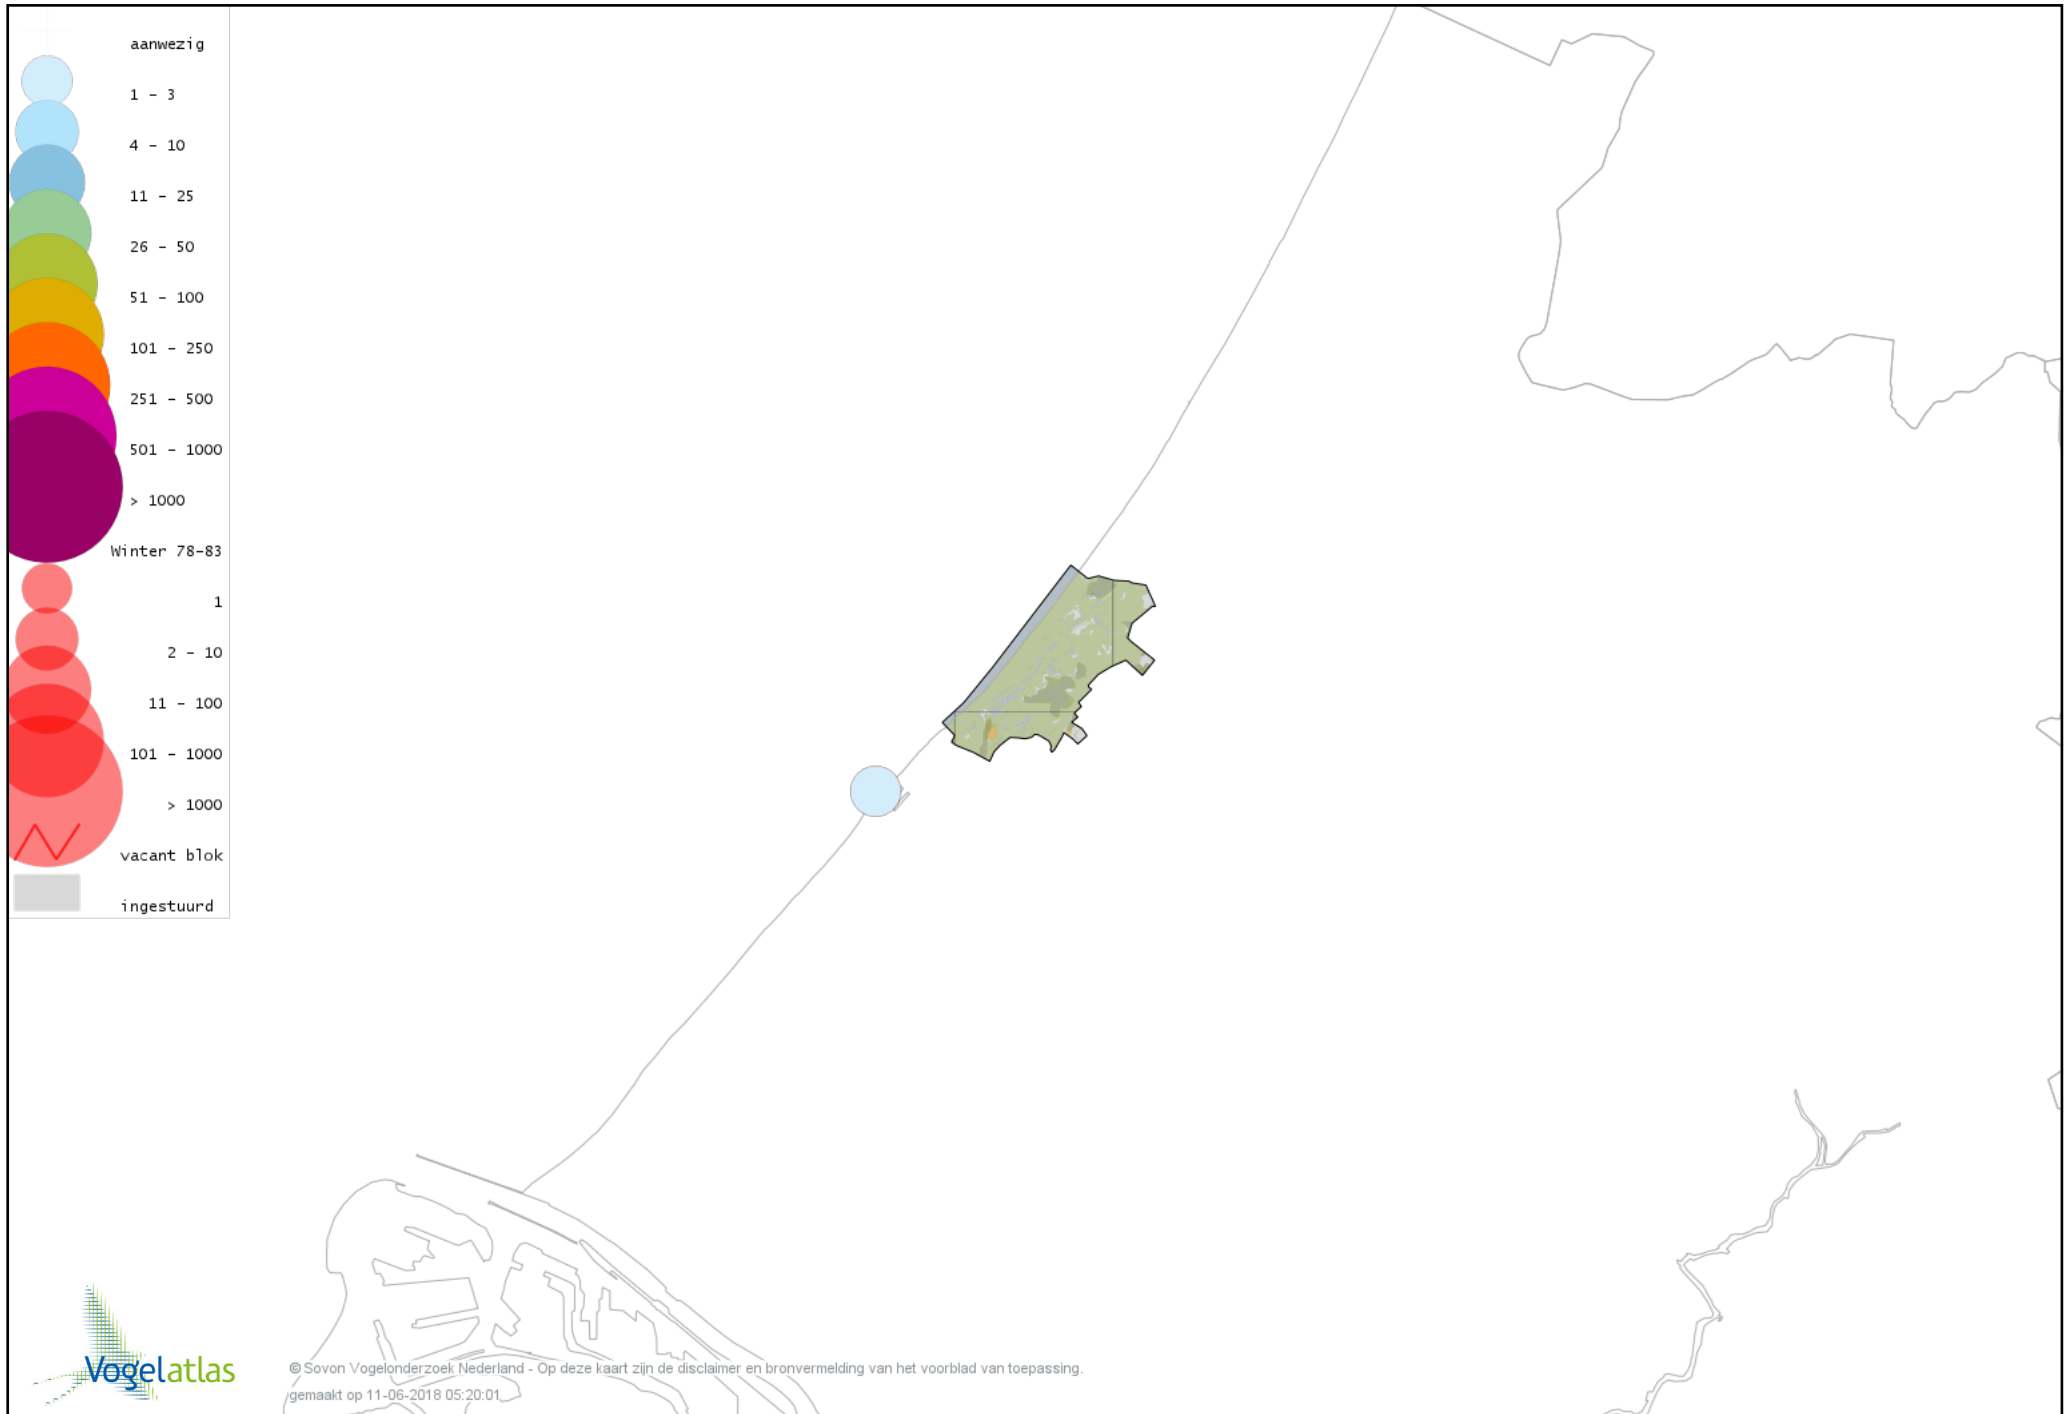 aanwezig
1 - 3
4 - 10
11 - 25
26 - 50
51 - 100
101 - 250
251 - 500
501 - 1000
> 1000
Winter 78-83
1
2 - 10
11 - 100
101 - 1000
> 1000
vacant blok
ingestuurd
Vogelatlas
© Sovon Vogelonderzoek Nederland - Op deze kaart zijn de disclaimer en bronvermelding van het voorblad van toepassing.
gemaakt op 11-06-2018 05:20:01